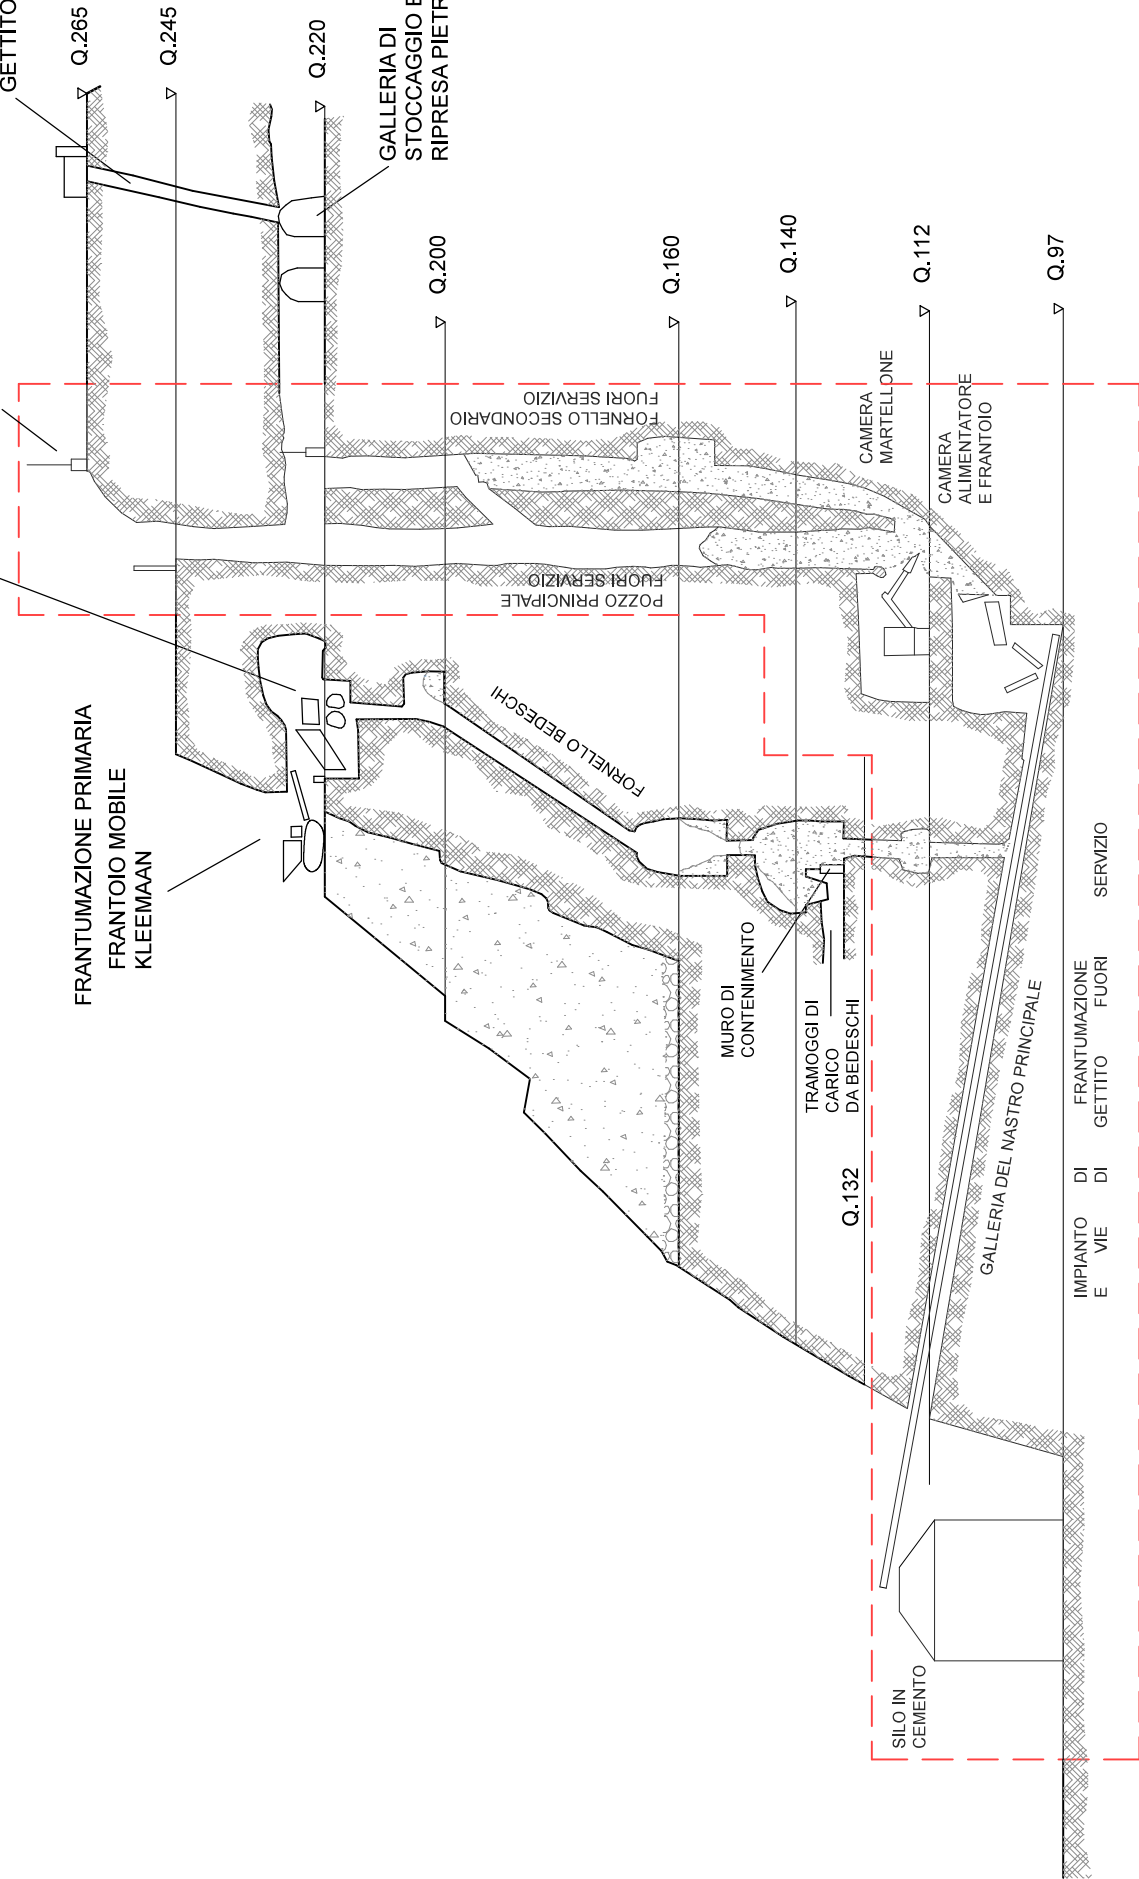 GETTITO
Q.265
Q.245
Q.220
GALLERIA DI
STOCCAGGIO E
RIPRESA
Q.200
Q.160
Q.140
Q.112
Q.97
FRANTUMAZIONE PRIMARIA
FRANTOIO MOBILE
KLEEMAAN
FORNELLO SECONDARIO
FUORI SERVIZIO
POZZO PRINCIPALE
FUORI SERVIZIO
CAMERA
MARTELLONE
CAMERA
ALIMENTATORE
E FRANTOIO
FORNELLO BEDESCHI
MURO DI
CONTENIMENTO
TRAMOGGI DI
CARICO
DA BEDESCHI
Q.132
GALLERIA DEL NASTRO PRINCIPALE
IMPIANTO DI FRANTUMAZIONE
E VIE DI GETTITO FUORI SERVIZIO
SILO IN
CEMENTO